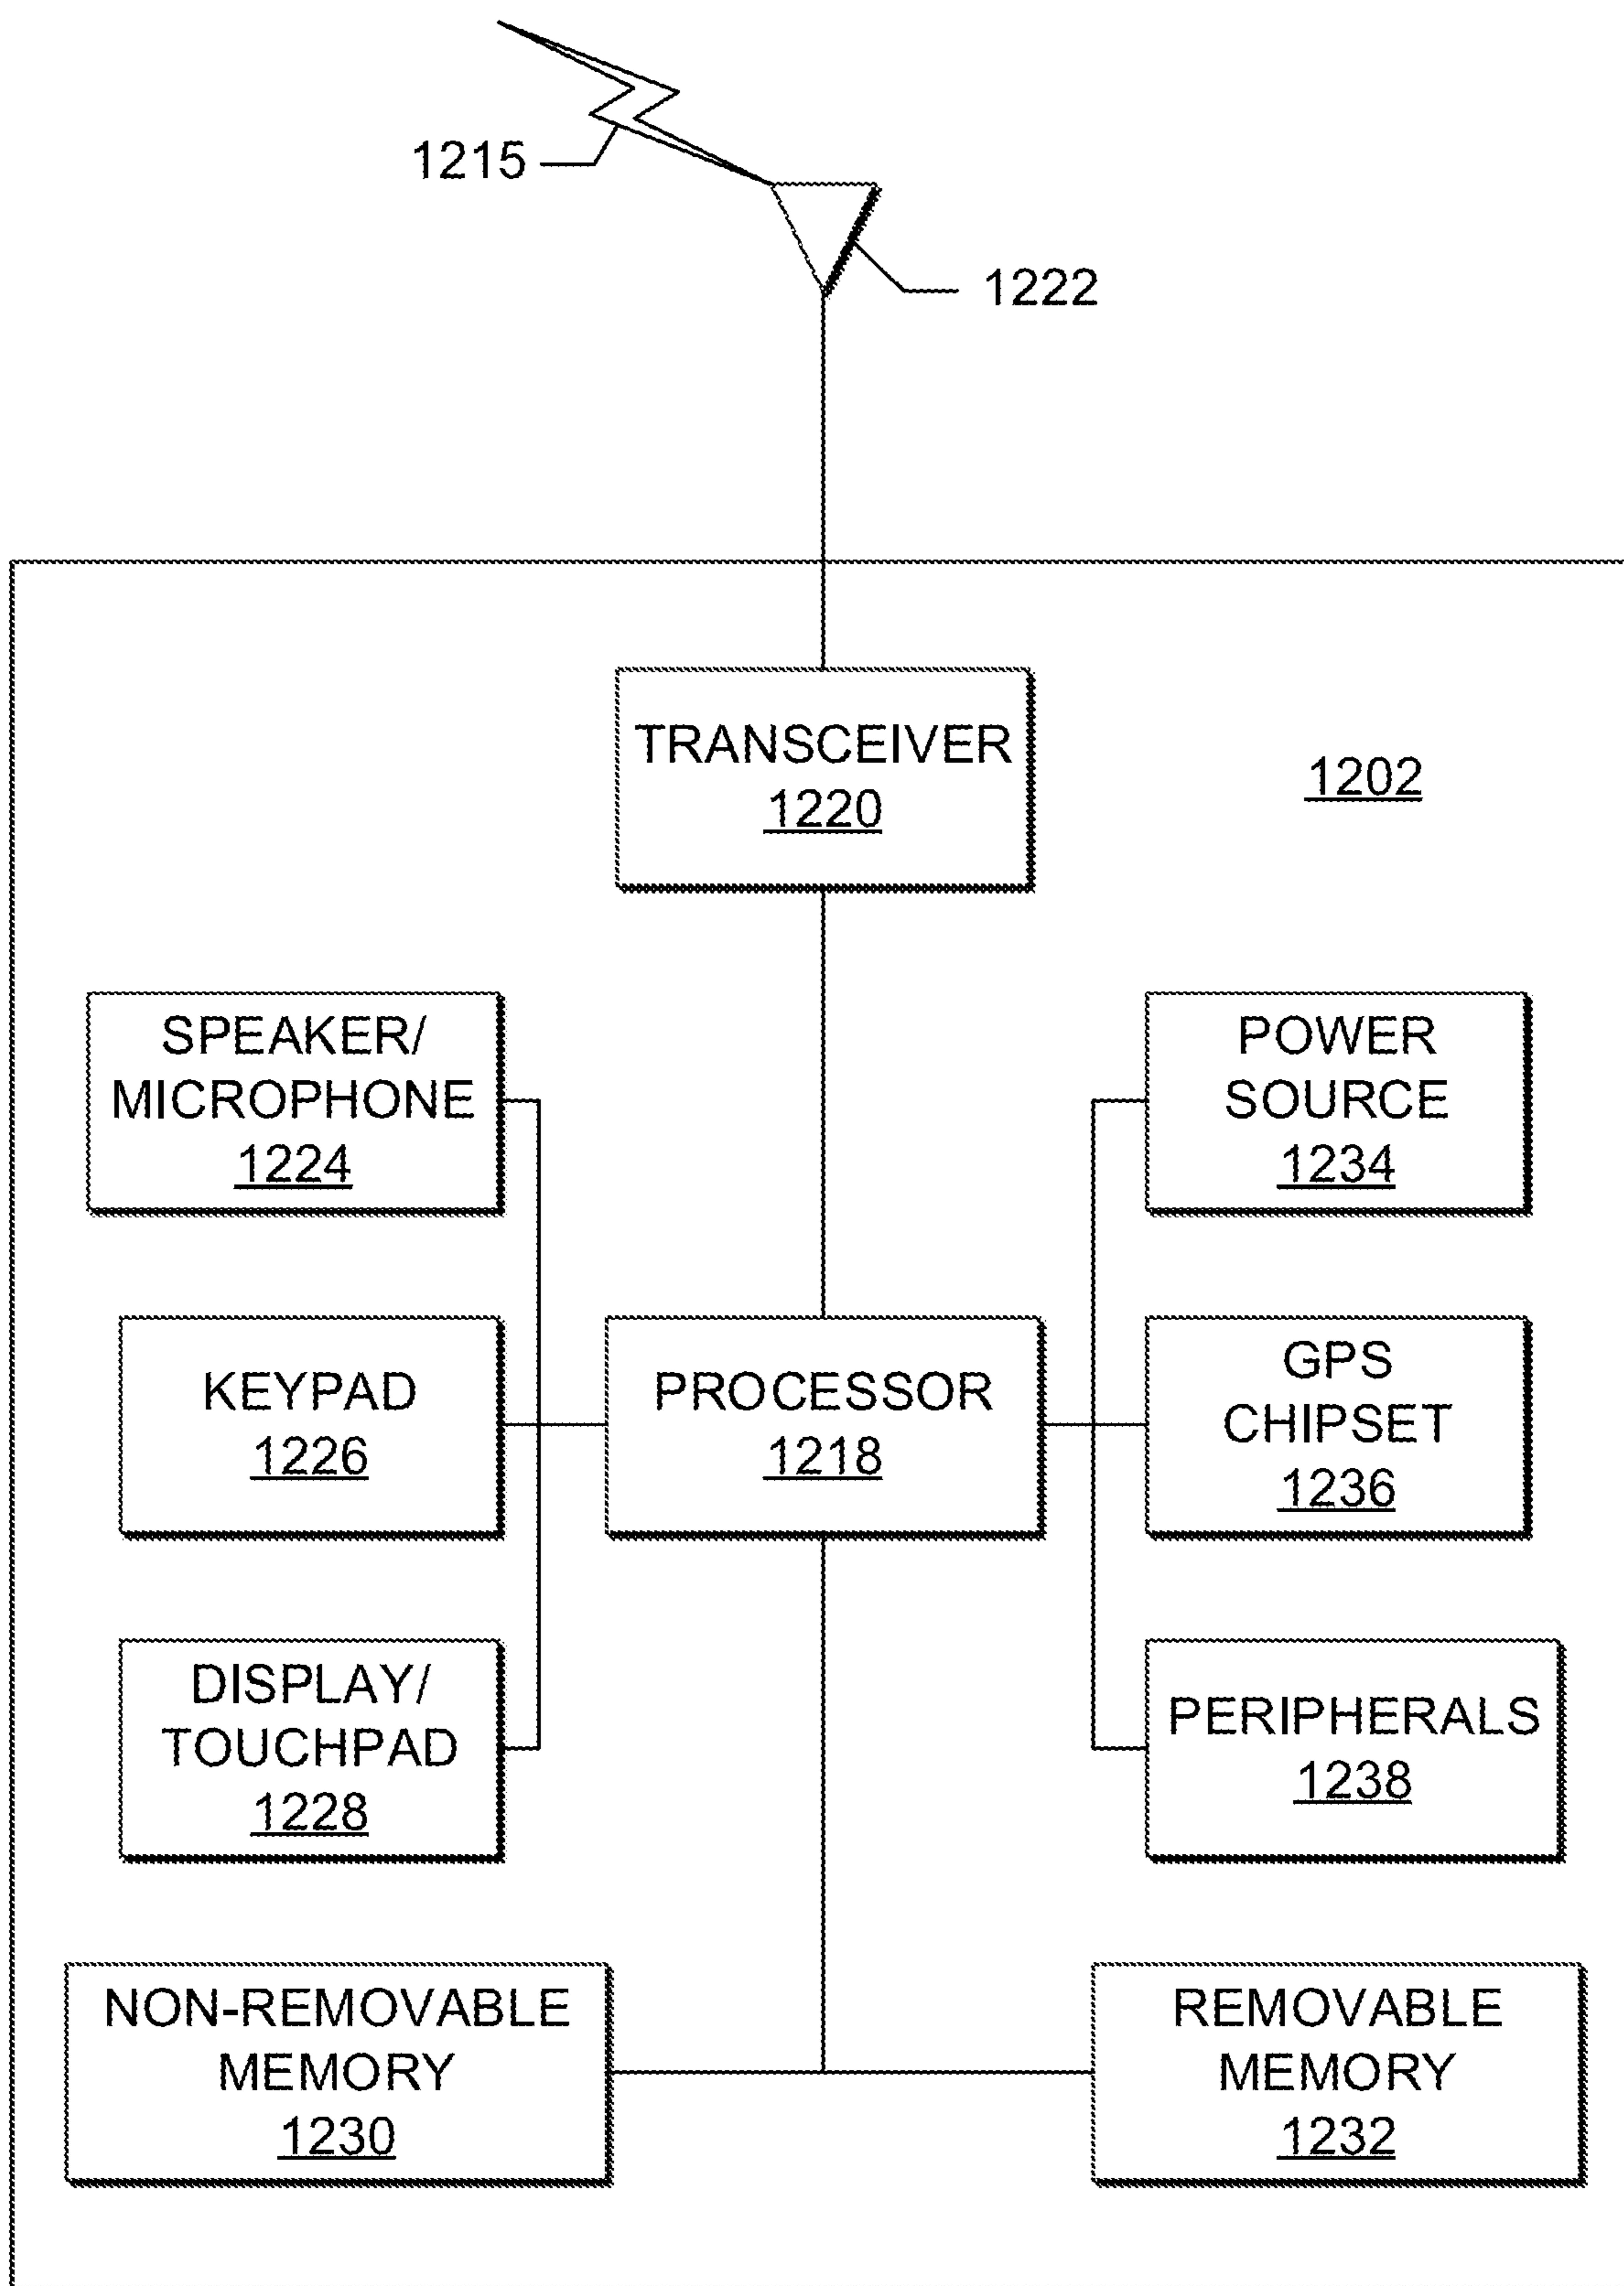 1215
1222
TRANSCEIVER
1220
1202
SPEAKER/
MICROPHONE
1224
POWER
SOURCE
1234
KEYPAD
1226
PROCESSOR
1218
GPS
CHIPSET
1236
DISPLAY/
TOUCHPAD
1228
PERIPHERALS
1238
NON-REMOVABLE
MEMORY
1230
REMOVABLE
MEMORY
1232